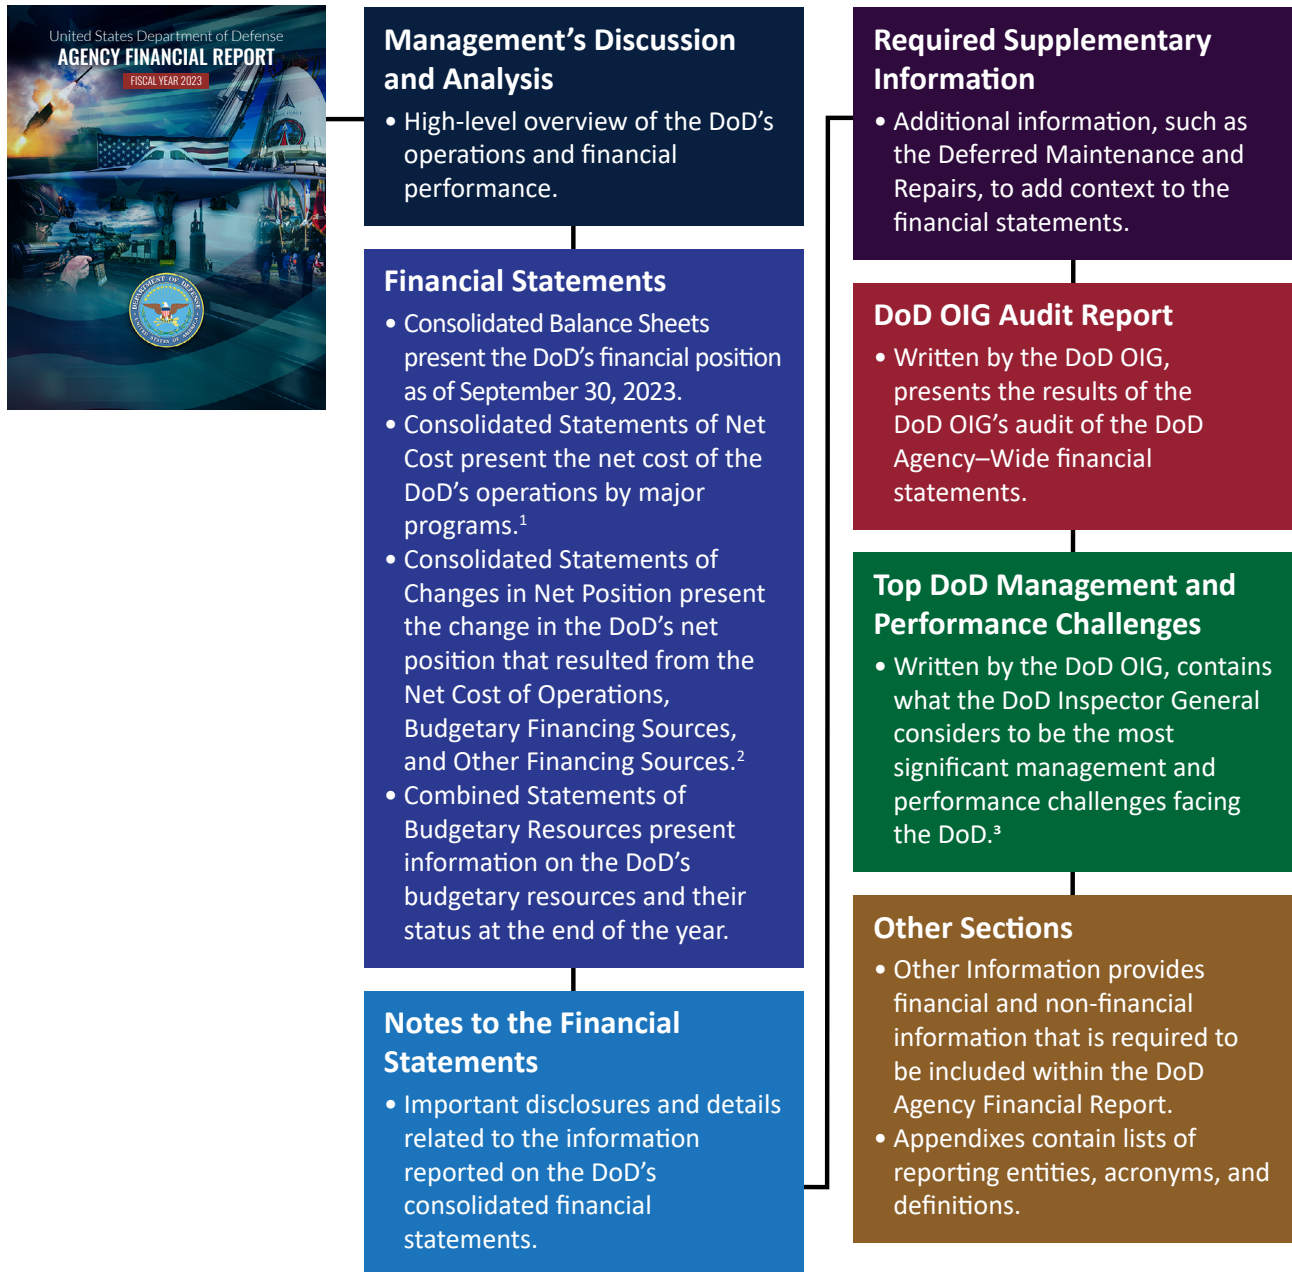 United States Department of Defense
AGENCY FINANCIAL REPORT
FISCAL YEAR 2023
DEPARTMENT OF DEFENSE
UNITED STATES OF AMERICA
Management’s Discussion
and Analysis
• High-level overview of the DoD’s
operations and financial
performance.
Financial Statements
• Consolidated Balance Sheets
present the DoD’s financial position
as of September 30, 2023.
• Consolidated Statements of Net
Cost present the net cost of the
DoD’s operations by major
programs.¹
• Consolidated Statements of
Changes in Net Position present
the change in the DoD’s net
position that resulted from the
Net Cost of Operations,
Budgetary Financing Sources,
and Other Financing Sources.²
• Combined Statements of
Budgetary Resources present
information on the DoD’s
budgetary resources and their
status at the end of the year.
Notes to the Financial
Statements
• Important disclosures and details
related to the information
reported on the DoD’s
consolidated financial
statements.
Required Supplementary
Information
• Additional information, such as
the Deferred Maintenance and
Repairs, to add context to the
financial statements.
DoD OIG Audit Report
• Written by the DoD OIG,
presents the results of the
DoD OIG’s audit of the DoD
Agency–Wide financial
statements.
Top DoD Management and
Performance Challenges
• Written by the DoD OIG, contains
what the DoD Inspector General
considers to be the most
significant management and
performance challenges facing
the DoD.³
Other Sections
• Other Information provides
financial and non-financial
information that is required to
be included within the DoD
Agency Financial Report.
• Appendixes contain lists of
reporting entities, acronyms, and
definitions.